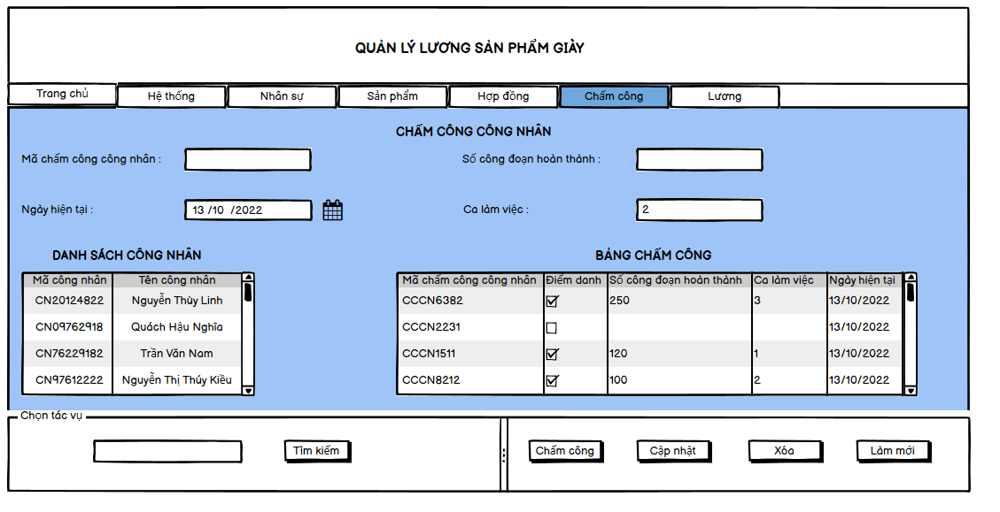 QUẢN LÝ LƯƠNG SẢN PHẨM GIÀY
Trang chủ Hệ thống Nhân sự Sản phẩm Hợp đồng Chấm công Lương
CHẤM CÔNG CÔNG NHÂN
Mã chấm công công nhân : Số công đoạn hoàn thành :
Ngày hiện tại : 13 /10 /2022 Ca làm việc : 2
DANH SÁCH CÔNG NHÂN BẢNG CHẤM CÔNG
Mã công nhân Tên công nhân Mã chấm công công nhân Điểm danh Số công đoạn hoàn thành Ca làm việc Ngày hiện tại
CN20124822 Nguyễn Thùy Linh CCCN6382 250 3 13/10/2022
CN09762918 Quách Hậu Nghĩa CCCN2231 13/10/2022
CN76229182 Trần Văn Nam CCCN1511 120 1 13/10/2022
CN97612222 Nguyễn Thị Thúy Kiều CCCN8212 100 2 13/10/2022
Chọn tác vụ
Tìm kiếm Chấm công Cập nhật Xóa Làm mới